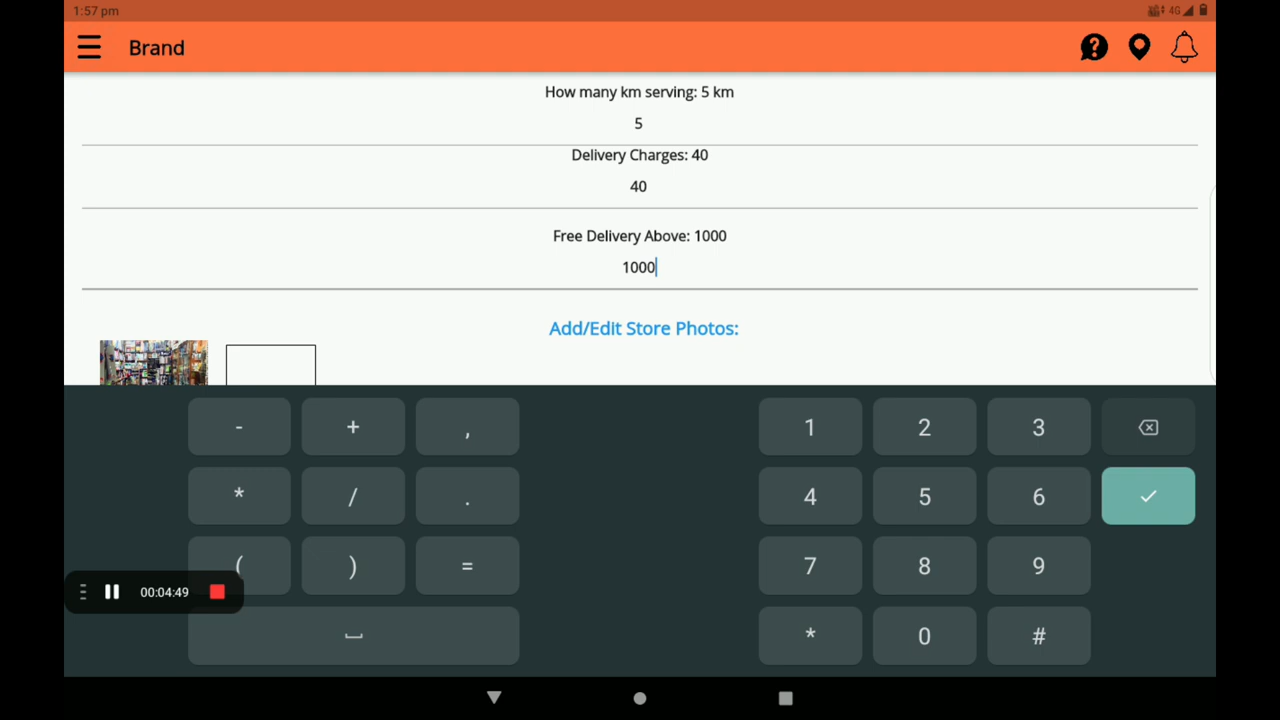 1:57 pm
4G
Brand
How many km serving: 5 km
5
Delivery Charges: 40
40
Free Delivery Above: 1000
1000
Add/Edit Store Photos:
- + , 1 2 3
* / . 4 5 6
( ) = 7 8 9
00:04:49
* 0 #